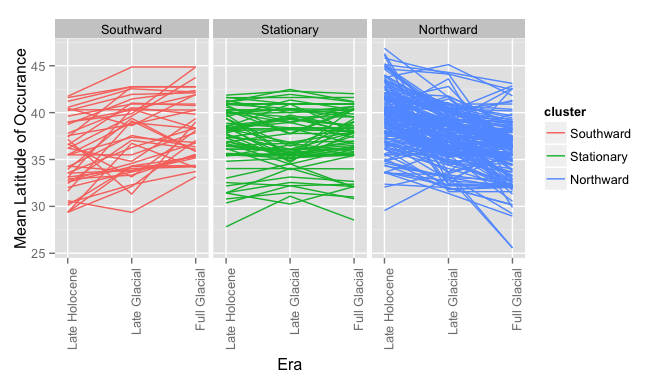 Southward
Stationary
Northward
Mean Latitude of Occurance
45
40
35
30
25
Late Holocene
Late Glacial
Full Glacial
Late Holocene
Late Glacial
Full Glacial
Late Holocene
Late Glacial
Full Glacial
Era
cluster
Southward
Stationary
Northward